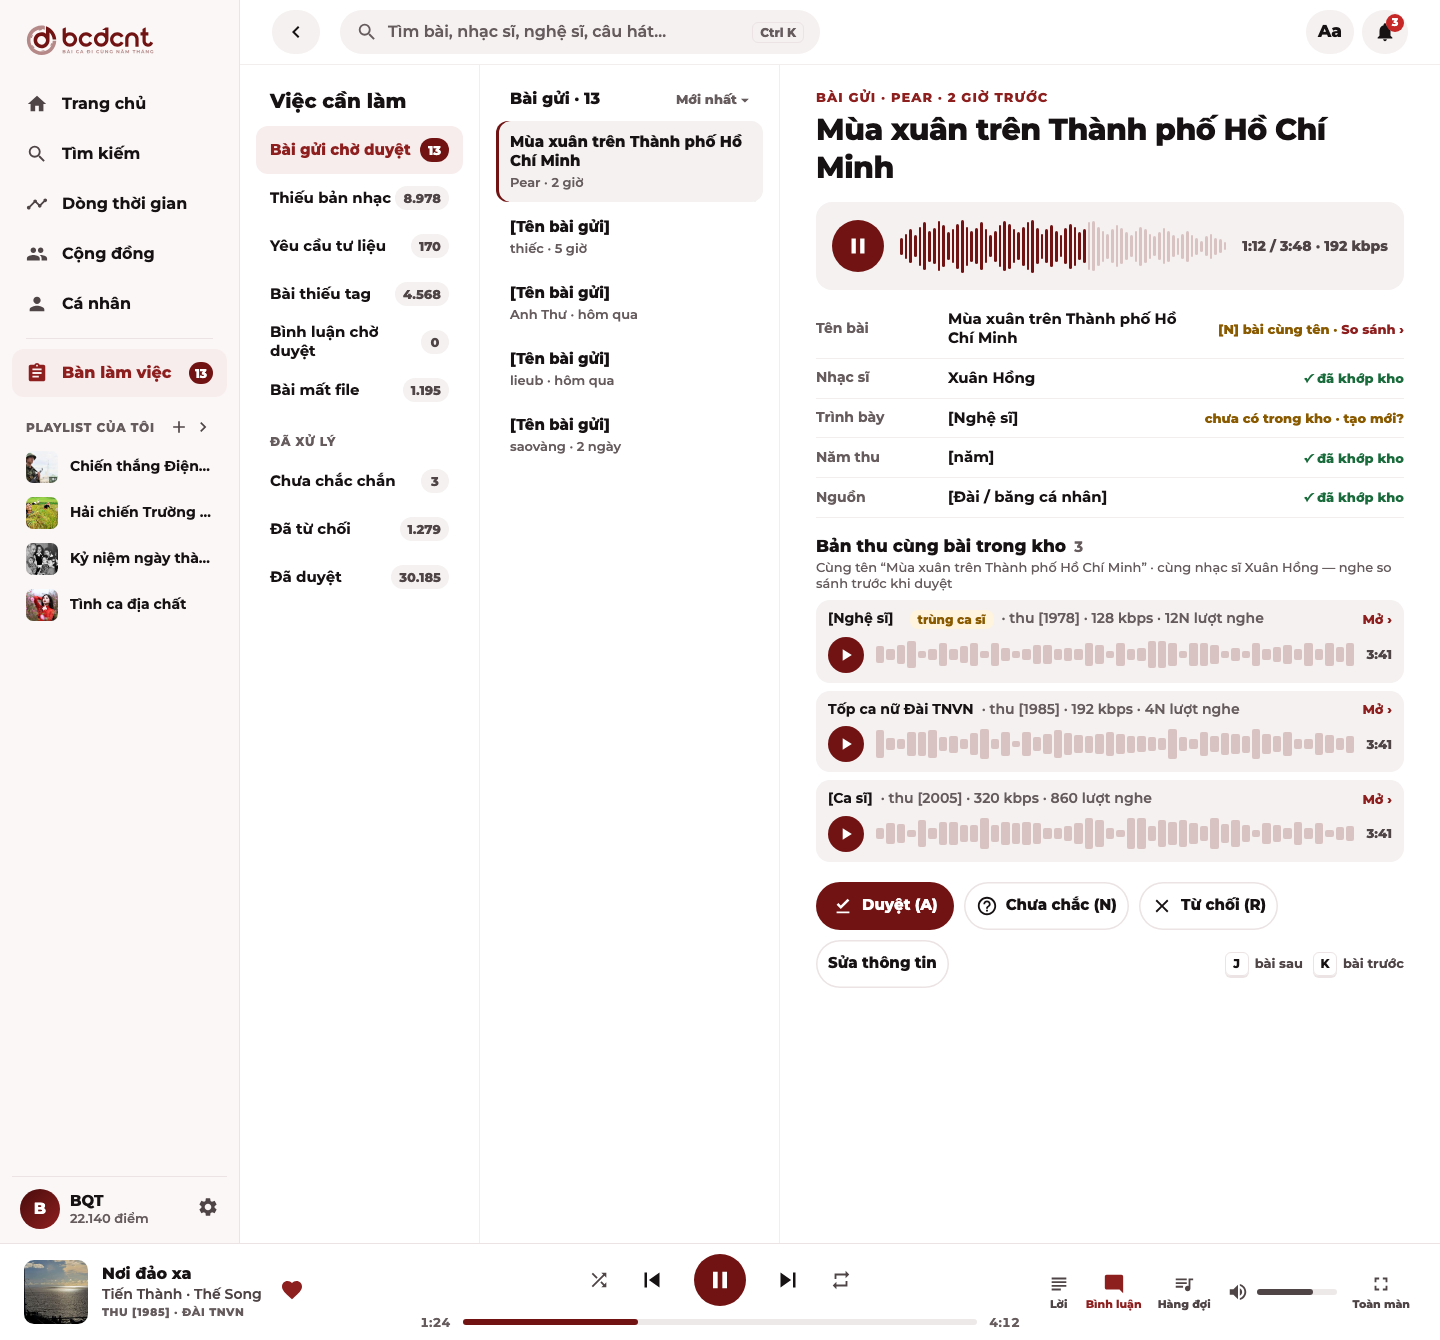 bcdcnt
BÀI CA ĐI CÙNG NĂM THÁNG
Trang chủ
Tìm kiếm
Dòng thời gian
Cộng đồng
Cá nhân
Bàn làm việc 13
PLAYLIST CỦA TÔI
Chiến thắng Điện...
Hải chiến Trường ...
Kỷ niệm ngày thà...
Tình ca địa chất
B
BQT
22.140 điểm
Tìm bài, nhạc sĩ, nghệ sĩ, câu hát...
Ctrl K
Aa
3
Việc cần làm
Bài gửi chờ duyệt 13
Thiếu bản nhạc 8.978
Yêu cầu tư liệu 170
Bài thiếu tag 4.568
Bình luận chờ
duyệt 0
Bài mất file 1.195
ĐÃ XỬ LÝ
Chưa chắc chắn 3
Đã từ chối 1.279
Đã duyệt 30.185
Bài gửi · 13
Mới nhất
Mùa xuân trên Thành phố Hồ
Chí Minh
Pear · 2 giờ
[Tên bài gửi]
thiếc · 5 giờ
[Tên bài gửi]
Anh Thư · hôm qua
[Tên bài gửi]
lieub · hôm qua
[Tên bài gửi]
saovàng · 2 ngày
BÀI GỬI · PEAR · 2 GIỜ TRƯỚC
Mùa xuân trên Thành phố Hồ Chí
Minh
1:12 / 3:48 · 192 kbps
Tên bài
Mùa xuân trên Thành phố Hồ
Chí Minh
[N] bài cùng tên · So sánh ›
Nhạc sĩ Xuân Hồng ✓ đã khớp kho
Trình bày [Nghệ sĩ] chưa có trong kho · tạo mới?
Năm thu [năm] ✓ đã khớp kho
Nguồn [Đài / băng cá nhân] ✓ đã khớp kho
Bản thu cùng bài trong kho 3
Cùng tên “Mùa xuân trên Thành phố Hồ Chí Minh” · cùng nhạc sĩ Xuân Hồng — nghe so
sánh trước khi duyệt
[Nghệ sĩ] trùng ca sĩ · thu [1978] · 128 kbps · 12N lượt nghe Mở ›
3:41
Tốp ca nữ Đài TNVN · thu [1985] · 192 kbps · 4N lượt nghe Mở ›
3:41
[Ca sĩ] · thu [2005] · 320 kbps · 860 lượt nghe Mở ›
3:41
Duyệt (A)
Chưa chắc (N)
Từ chối (R)
Sửa thông tin
J bài sau K bài trước
Nơi đảo xa
Tiến Thành · Thế Song
THU [1985] · ĐÀI TNVN
1:24
4:12
Lời
Bình luận
Hàng đợi
Toàn màn